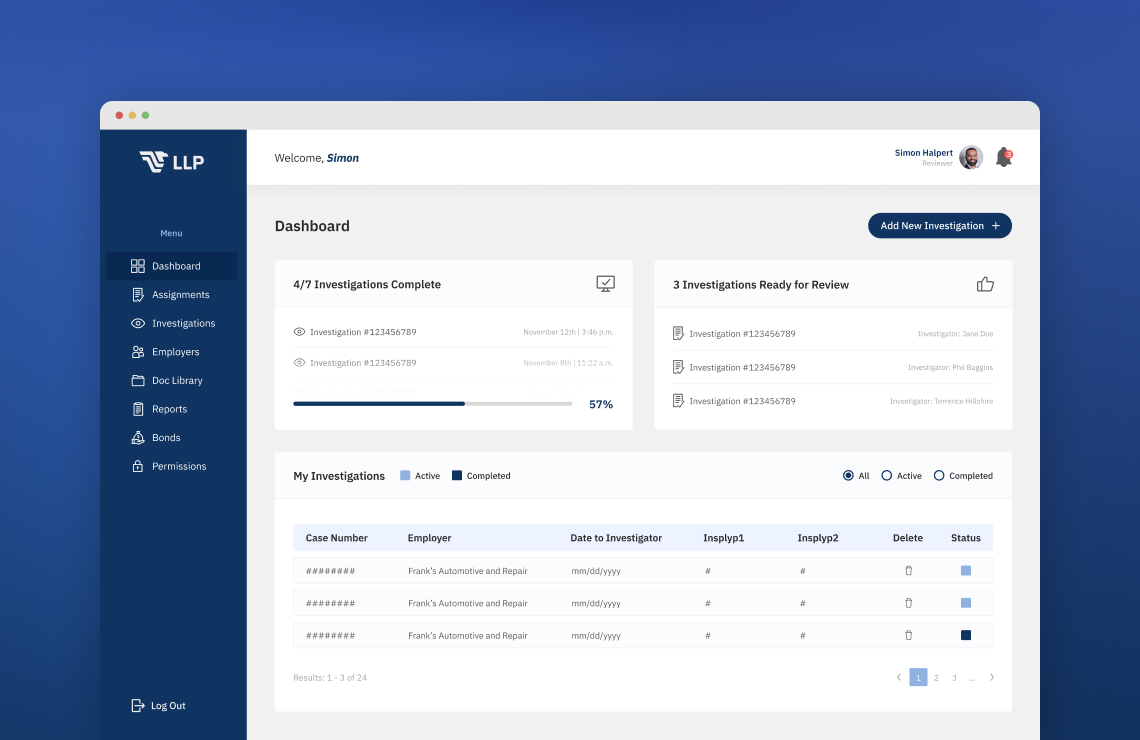 LLP
Welcome, Simon
Simon Halpert
Reviewer
3
Menu
Dashboard
Assignments
Investigations
Employers
Doc Library
Reports
Bonds
Permissions
Log Out
Dashboard
Add New Investigation +
4/7 Investigations Complete
Investigation #123456789 November 12th | 3:46 p.m.
Investigation #123456789 November 8th | 11:22 a.m.
57%
3 Investigations Ready for Review
Investigation #123456789 Investigator: Jane Doe
Investigation #123456789 Investigator: Phil Baggins
Investigation #123456789 Investigator: Terrence Hillshire
My Investigations Active Completed All Active Completed
Case Number Employer Date to Investigator Insplyp1 Insplyp2 Delete Status
######## Frank's Automotive and Repair mm/dd/yyyy # #
######## Frank's Automotive and Repair mm/dd/yyyy # #
######## Frank's Automotive and Repair mm/dd/yyyy # #
Results: 1 - 3 of 24 < 1 2 3 ... >